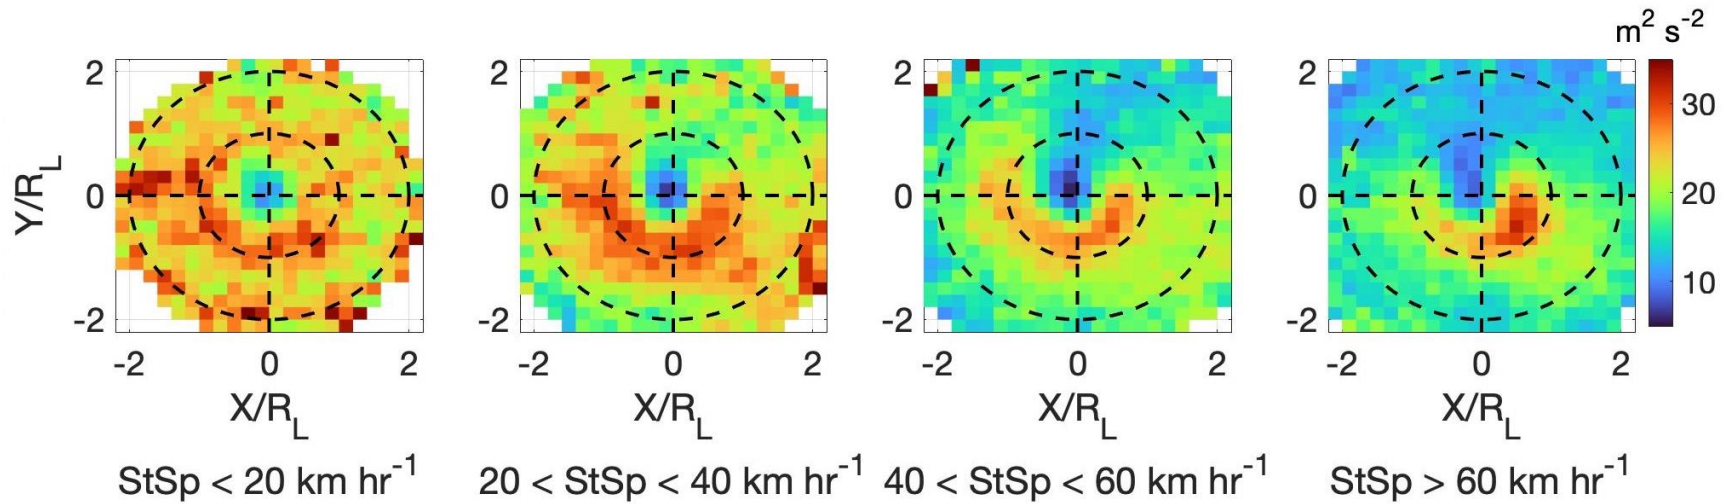 m² s⁻²
2 2 2 2 30
Y/R_L 0 0 0 0 20
-2 -2 -2 -2 10
-2 0 2 -2 0 2 -2 0 2 -2 0 2
X/R_L X/R_L X/R_L X/R_L
StSp < 20 km hr⁻¹ 20 < StSp < 40 km hr⁻¹ 40 < StSp < 60 km hr⁻¹ StSp > 60 km hr⁻¹